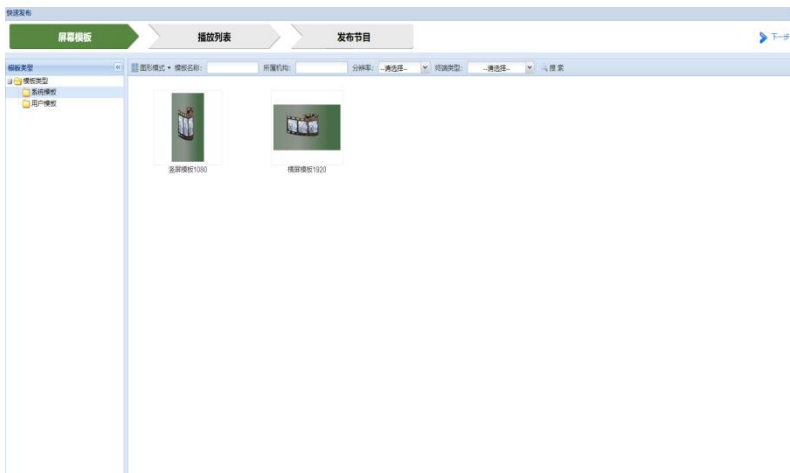 快速发布
屏幕模板 播放列表 发布节目 下一步
模板类型
图形模式 模板名称: 所属机构: 分辨率: --请选择-- 终端类型: --请选择-- 搜索
模板类型
系统模板
用户模板
竖屏模板1080 横屏模板1920